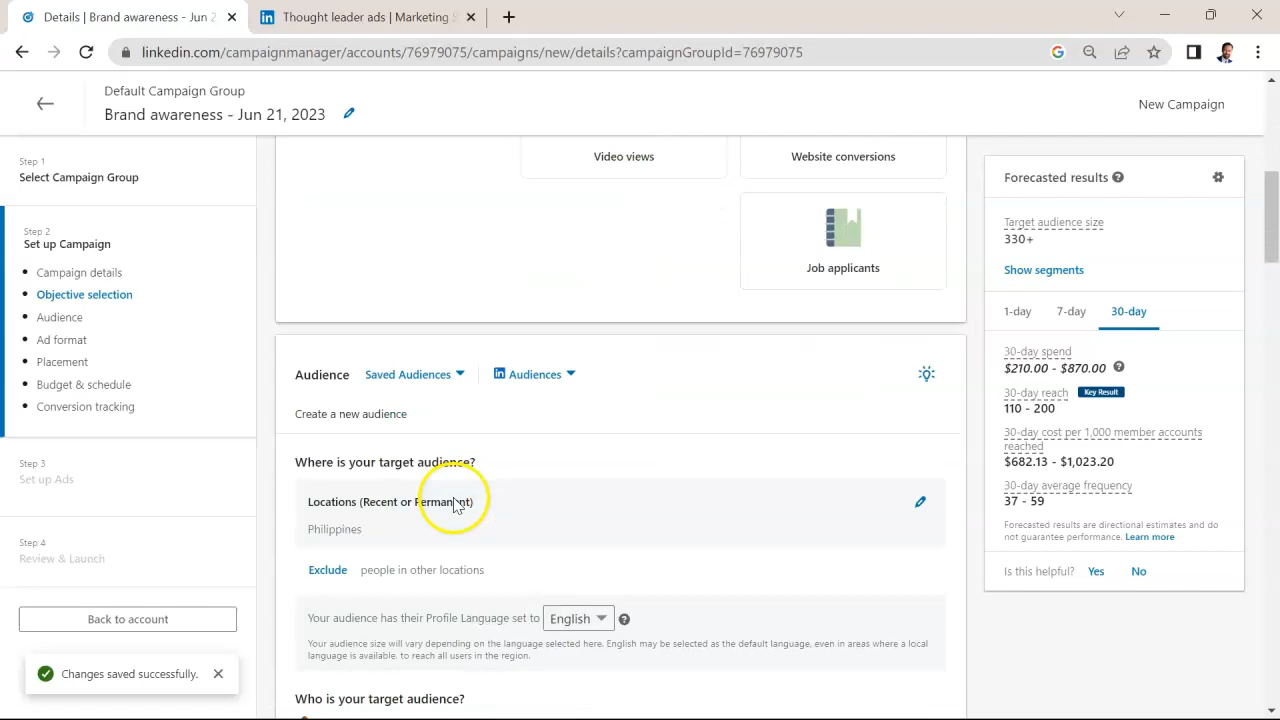 Details | Brand awareness - Jun 2
Thought leader ads | Marketing S
linkedin.com/campaignmanager/accounts/76979075/campaigns/new/details?campaignGroupId=76979075
Default Campaign Group
Brand awareness - Jun 21, 2023
New Campaign
Step 1
Select Campaign Group
Step 2
Set up Campaign
Campaign details
Objective selection
Audience
Ad format
Placement
Budget & schedule
Conversion tracking
Step 3
Set up Ads
Step 4
Review & Launch
Back to account
Changes saved successfully.
Video views
Website conversions
Job applicants
Audience Saved Audiences Audiences
Create a new audience
Where is your target audience?
Locations (Recent or Permanent)
Philippines
Exclude people in other locations
Your audience has their Profile Language set to English
Your audience size will vary depending on the language selected here. English may be selected as the default language, even in areas where a local
language is available, to reach all users in the region.
Who is your target audience?
Forecasted results
Target audience size
330+
Show segments
1-day 7-day 30-day
30-day spend
$210.00 - $870.00
30-day reach Key Result
110 - 200
30-day cost per 1,000 member accounts
reached
$682.13 - $1,023.20
30-day average frequency
37 - 59
Forecasted results are directional estimates and do
not guarantee performance. Learn more
Is this helpful? Yes No